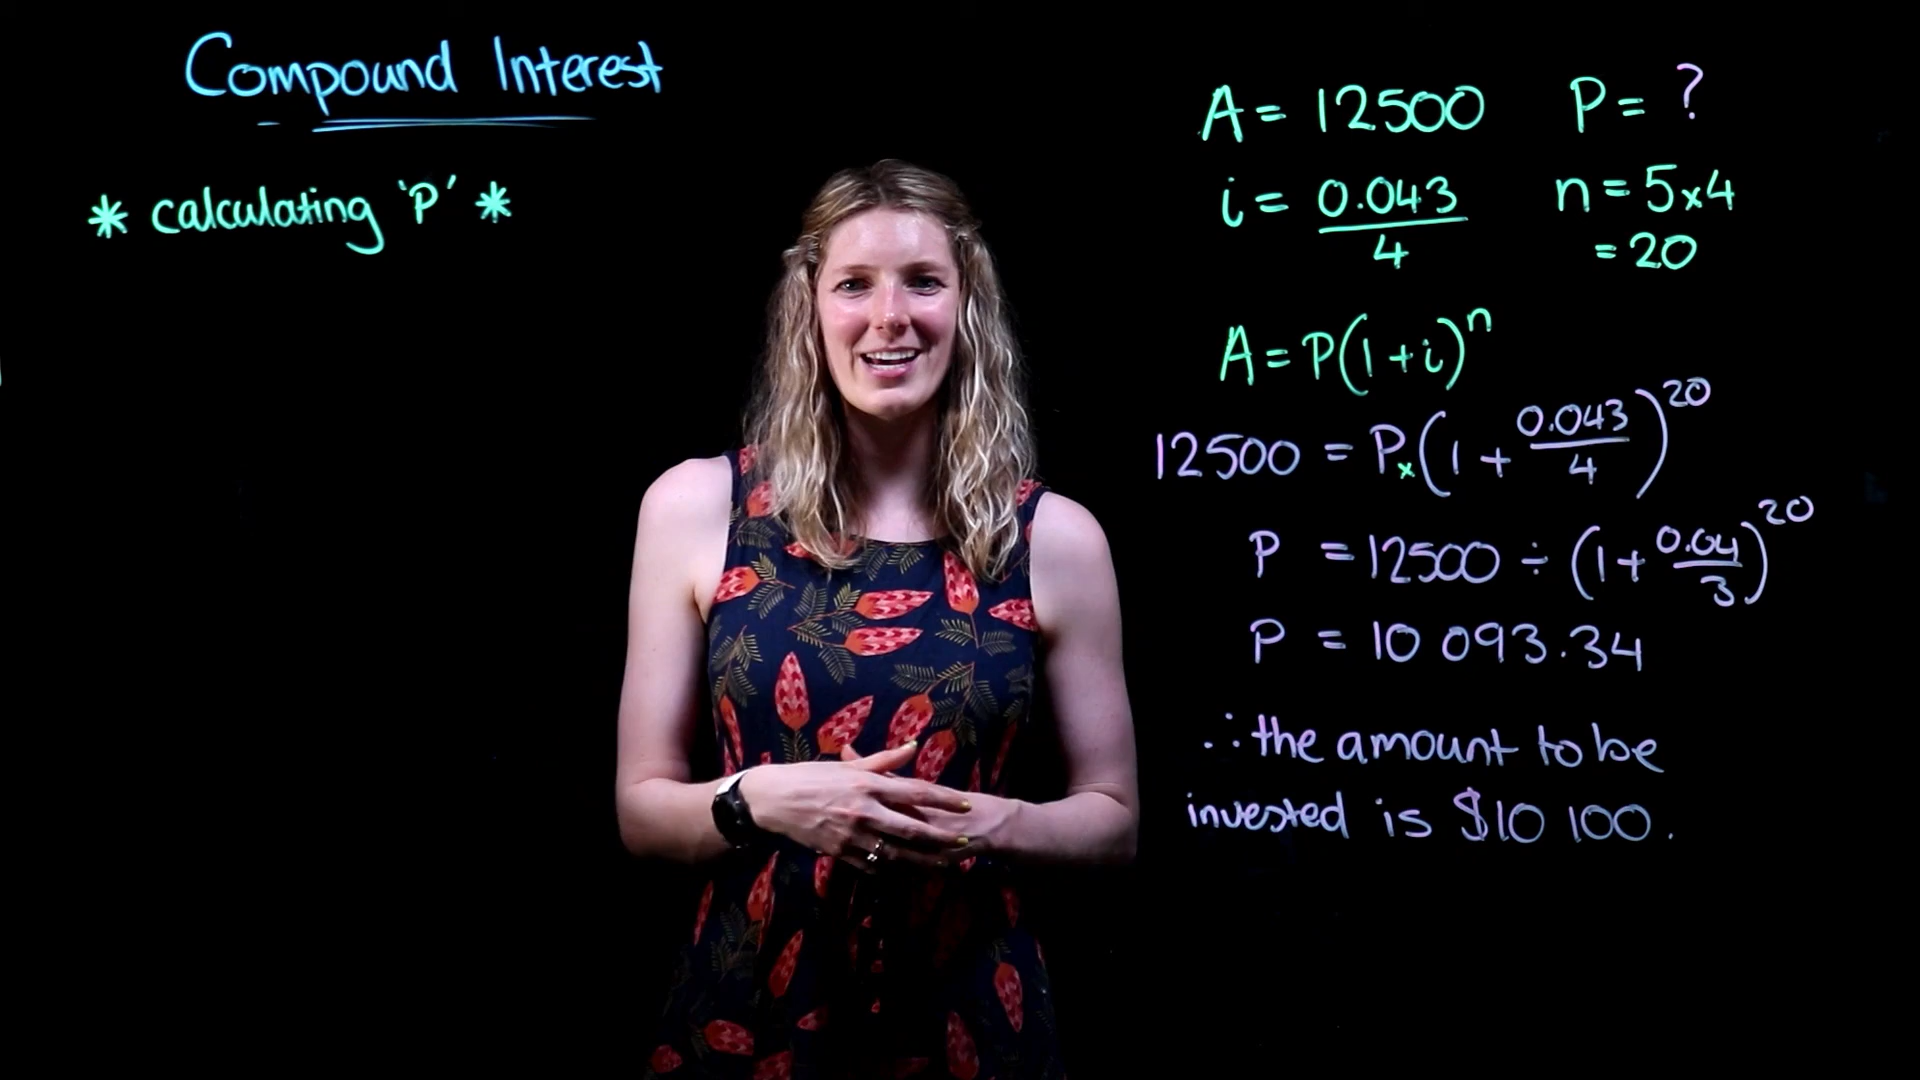 Compound Interest
* calculating 'P' *
A = 12500 P = ?
i = 0.043/4 n = 5x4
= 20
A = P(1 + i)^n
12500 = P x (1 + 0.043/4)^20
P = 12500 ÷ (1 + 0.04/3)^20
P = 10 093.34
∴ the amount to be
invested is $10 100.